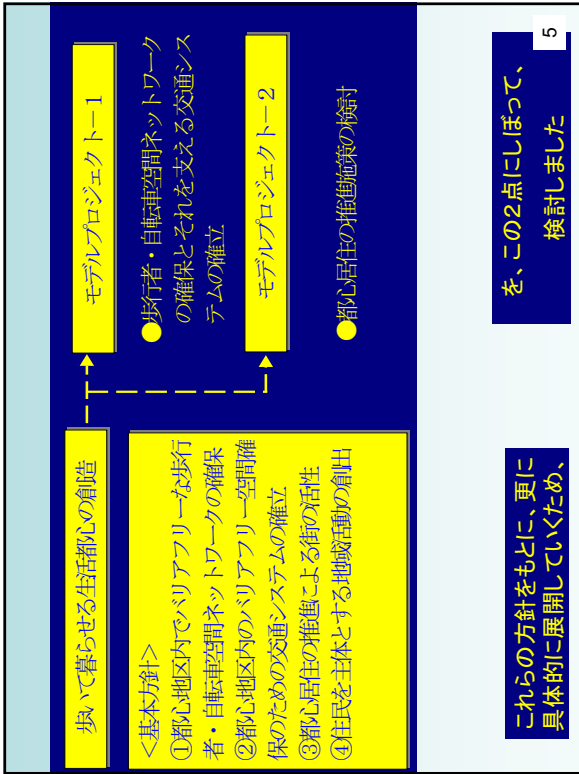 歩いて暮らせる生活都心の創造
<基本方針>
①都心地区内でバリアフリーな歩行
者・自転車空間ネットワークの確保
②都心地区内のバリアフリー空間確
保のための交通システムの確立
③都心居住の推進による街の活性
④住民を主体とする地域活動の創出
モデルプロジェクトー1
●歩行者・自転車空間ネットワーク
の確保とそれを支える交通シス
テムの確立
モデルプロジェクトー2
●都心居住の推進施策の検討
これらの方針をもとに、更に
具体的に展開していくため、
を、この2点にしぼって、
検討しました
5